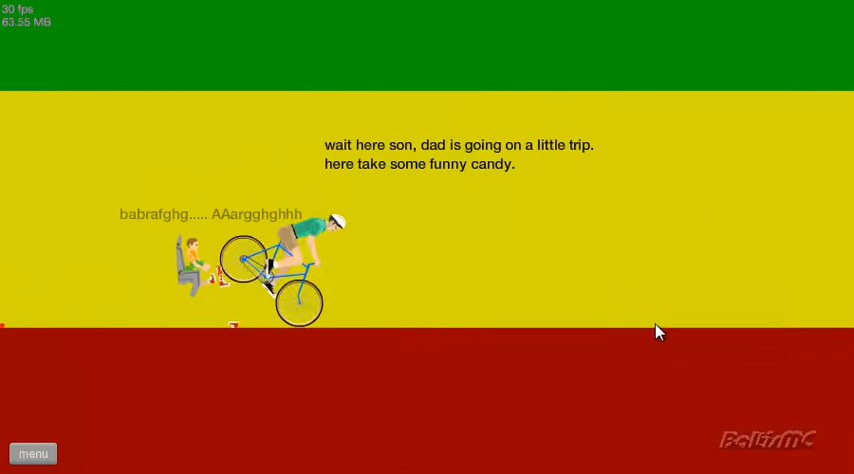 30 fps
63.55 MB
wait here son, dad is going on a little trip.
here take some funny candy.
babrafghg..... AAargghghhh
menu